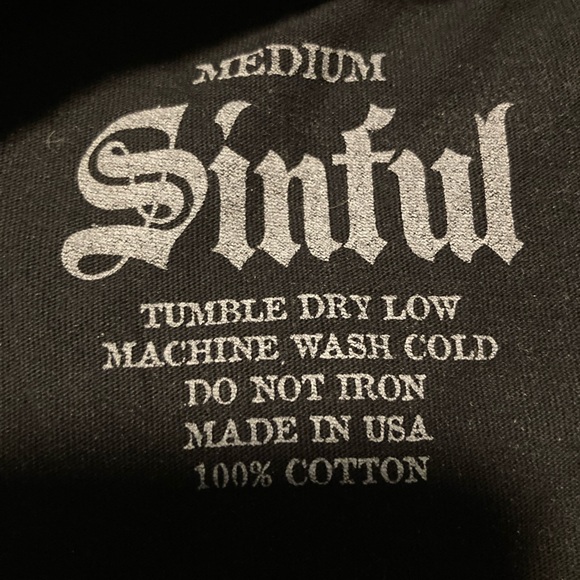 MEDIUM
Sinful
TUMBLE DRY LOW
MACHINE WASH COLD
DO NOT IRON
MADE IN USA
100% COTTON